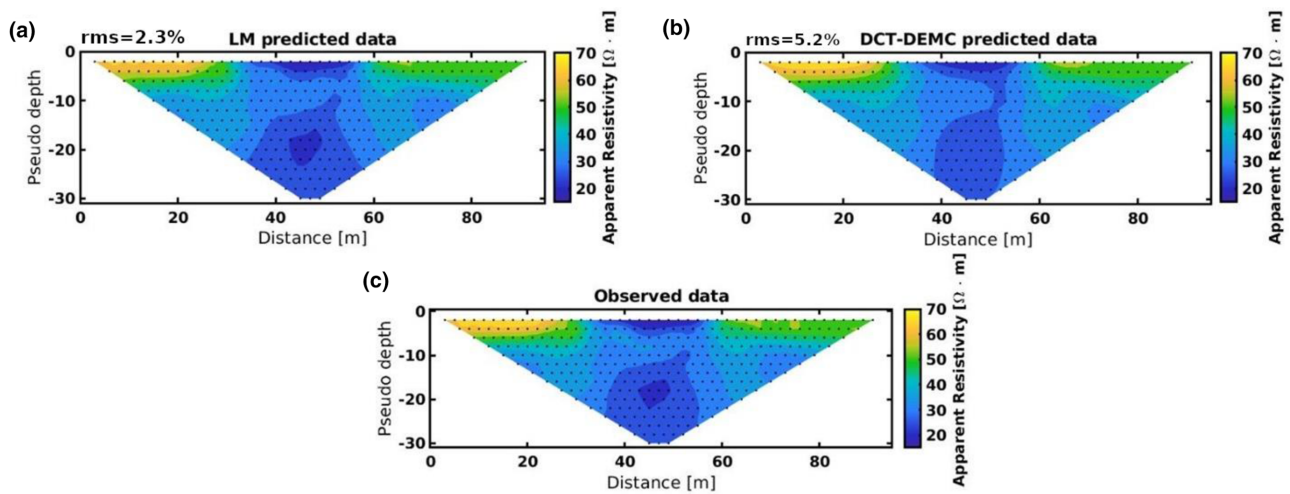 (a)
rms=2.3%
LM predicted data
0
-10
-20
-30
Pseudo depth
0 20 40 60 80
Distance [m]
70
60
50
40
30
20
Apparent Resistivity [Ω · m]
(b)
rms=5.2%
DCT-DEMC predicted data
0
-10
-20
-30
Pseudo depth
0 20 40 60 80
Distance [m]
70
60
50
40
30
20
Apparent Resistivity [Ω · m]
(c)
Observed data
0
-10
-20
-30
Pseudo depth
0 20 40 60 80
Distance [m]
70
60
50
40
30
20
Apparent Resistivity [Ω · m]